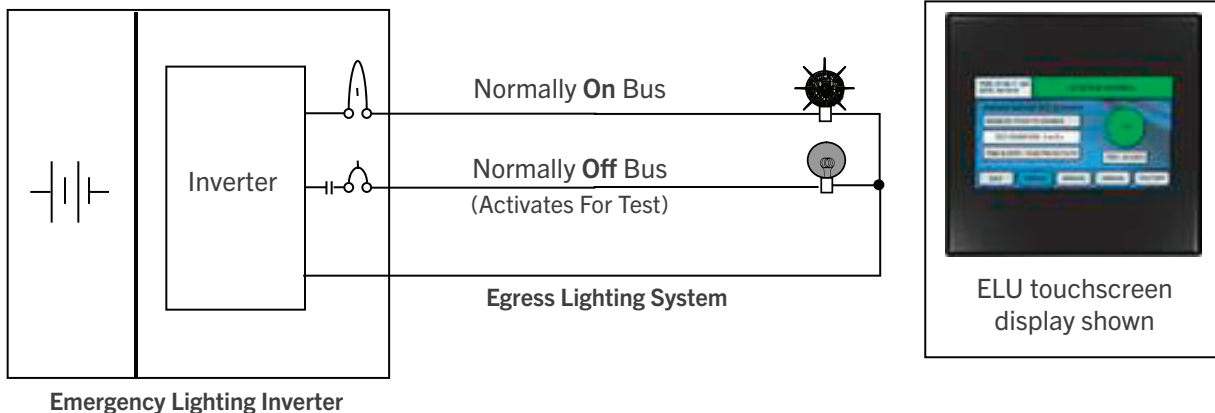 Normally On Bus
Inverter
Normally Off Bus
(Activates For Test)
Egress Lighting System
Emergency Lighting Inverter
ELU touchscreen
display shown